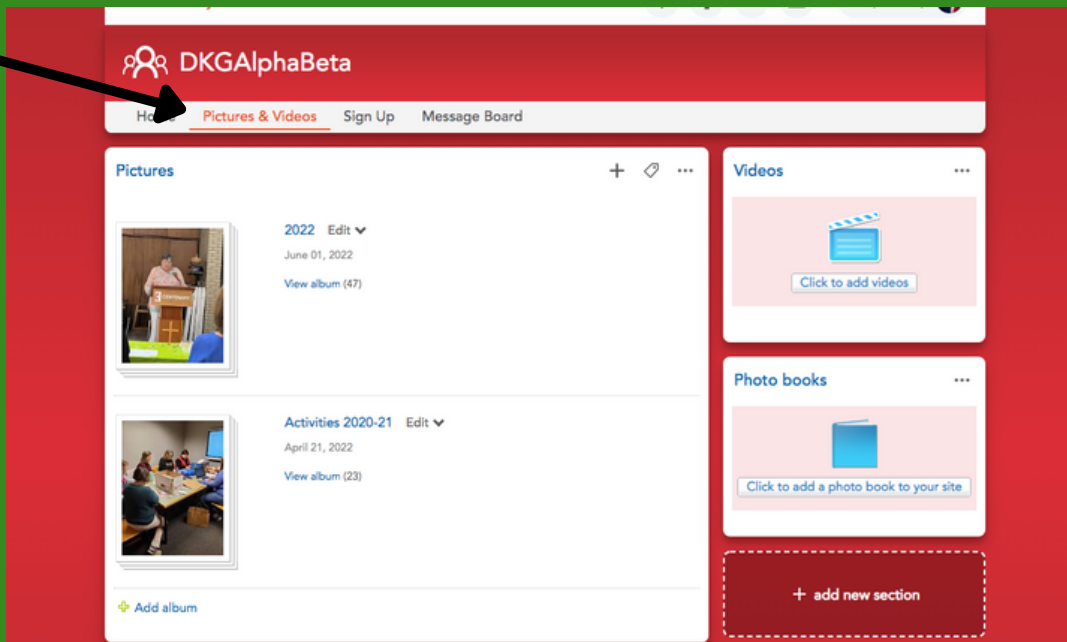 DKGAlphaBeta
Pictures & Videos Sign Up Message Board
Pictures
2022 Edit
June 01, 2022
View album (47)
Activities 2020-21 Edit
April 21, 2022
View album (23)
Add album
Videos
Click to add videos
Photo books
Click to add a photo book to your site
+ add new section